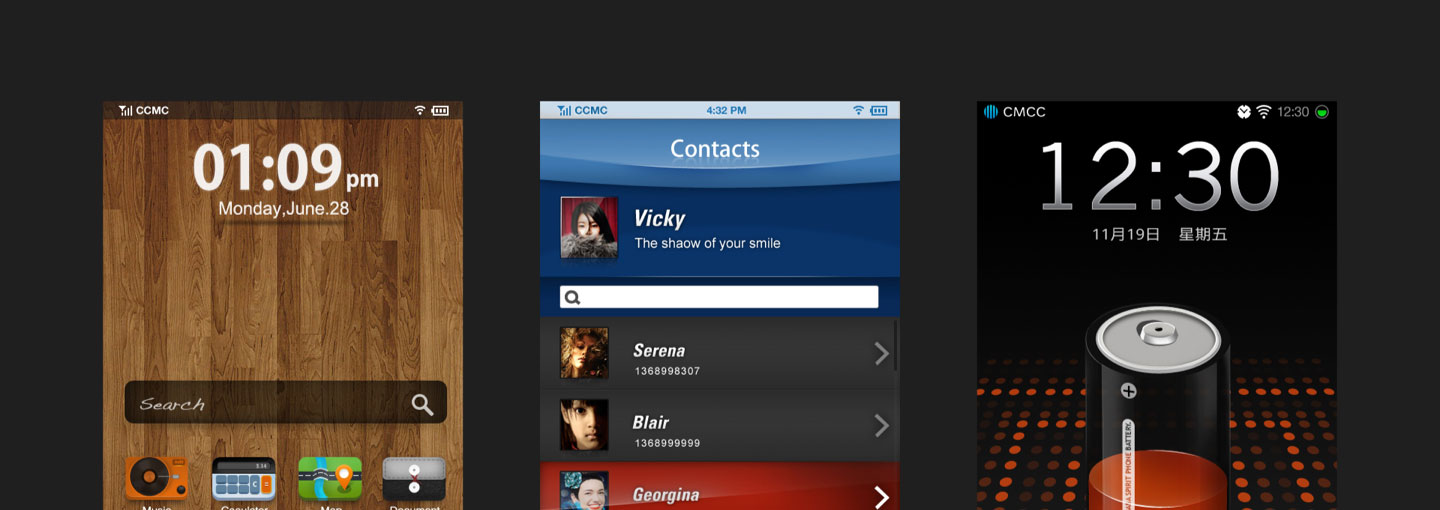 CCMC
01:09 pm
Monday,June.28
Search
3.14
C
=
Music
Map
Document
CCMC 4:32 PM
Contacts
Vicky
The shaow of your smile
Serena
1368998307
Blair
1368999999
Georgina
CMCC 12:30
12:30
11月19日 星期五
SPIRIT PHONE BATTERY.